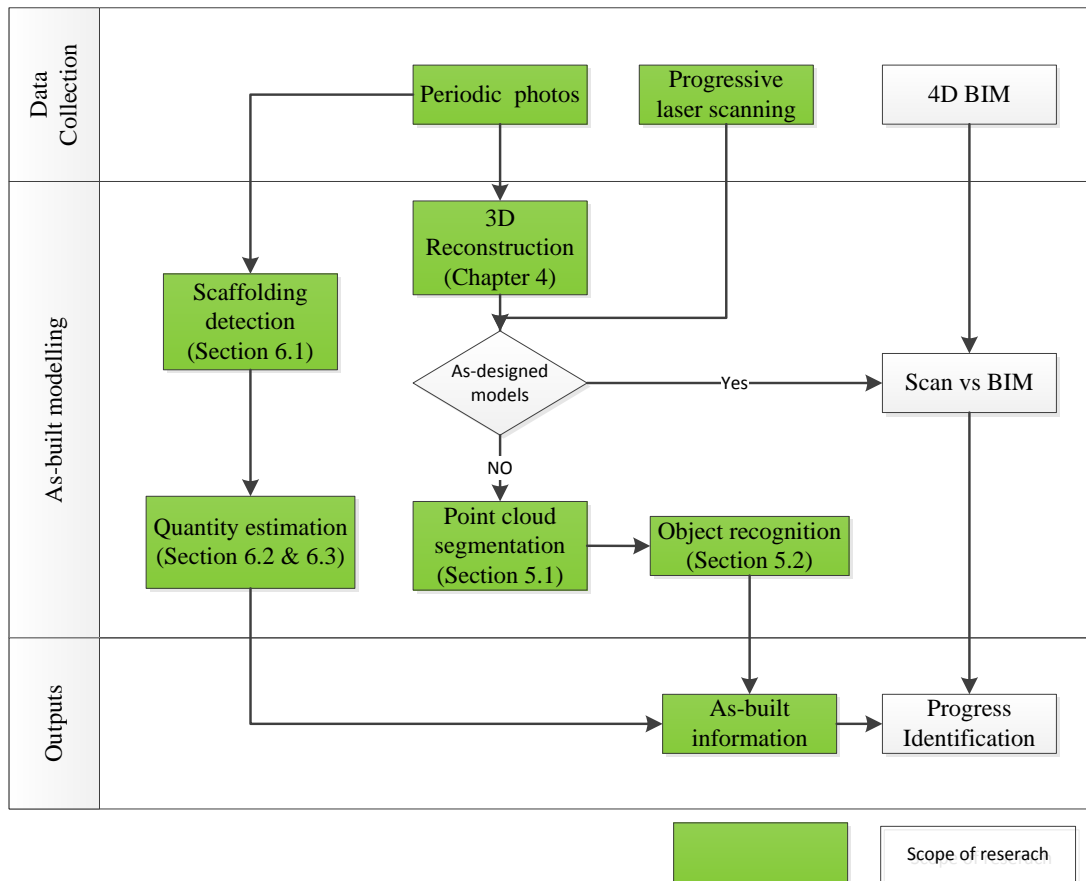 Data
Collection
Periodic photos
Progressive
laser scanning
4D BIM
As-built modelling
3D
Reconstruction
(Chapter 4)
Scaffolding
detection
(Section 6.1)
As-designed
models
Yes
Scan vs BIM
NO
Quantity estimation
(Section 6.2 & 6.3)
Point cloud
segmentation
(Section 5.1)
Object recognition
(Section 5.2)
Outputs
As-built
information
Progress
Identification
Scope of reserach